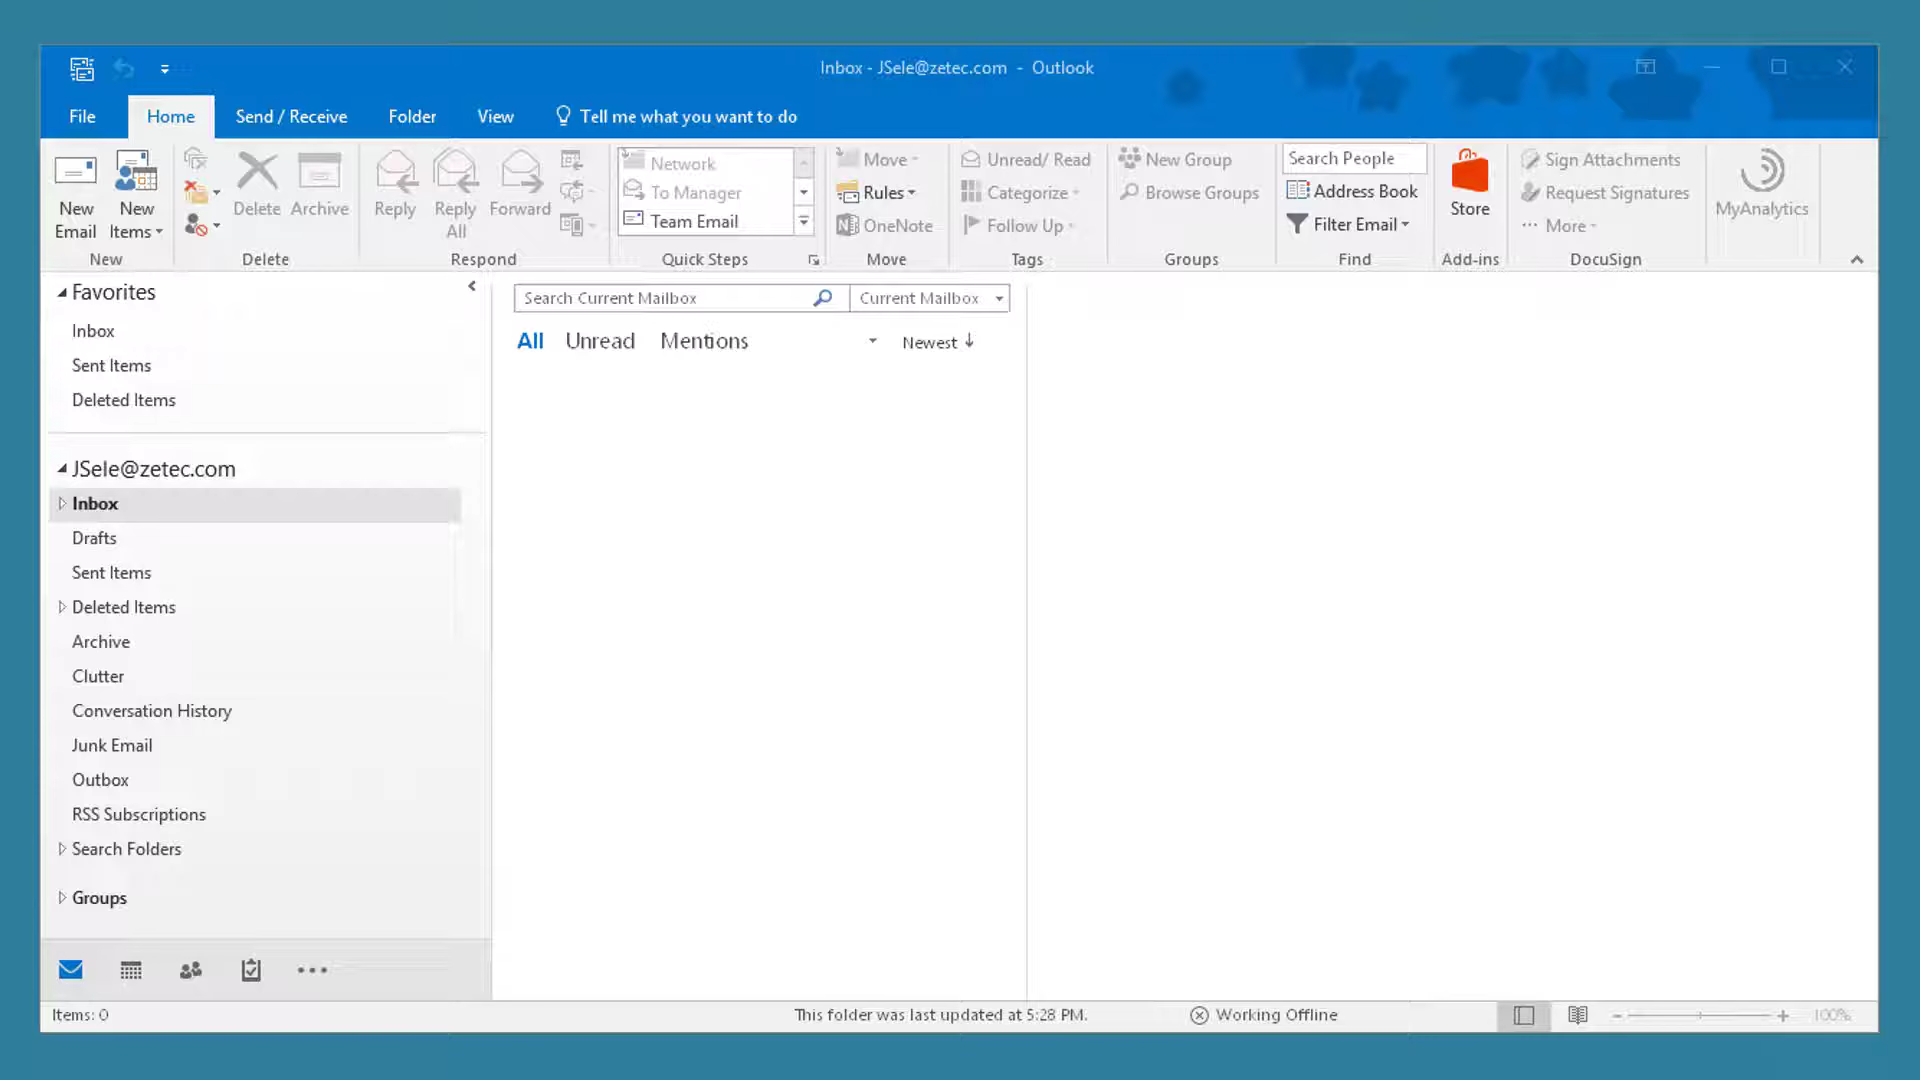 Inbox - JSele@zetec.com - Outlook
File Home Send / Receive Folder View Tell me what you want to do
New Email
New Items
New
Delete
Archive
Delete
Reply
Reply All
Forward
Respond
Network
To Manager
Team Email
Quick Steps
Move
Rules
OneNote
Move
Unread/ Read
Categorize
Follow Up
Tags
New Group
Browse Groups
Groups
Search People
Address Book
Filter Email
Find
Store
Add-ins
Sign Attachments
Request Signatures
More
DocuSign
MyAnalytics
Favorites
Inbox
Sent Items
Deleted Items
JSele@zetec.com
Inbox
Drafts
Sent Items
Deleted Items
Archive
Clutter
Conversation History
Junk Email
Outbox
RSS Subscriptions
Search Folders
Groups
Search Current Mailbox Current Mailbox
All Unread Mentions Newest
Items: 0 This folder was last updated at 5:28 PM. Working Offline 100%